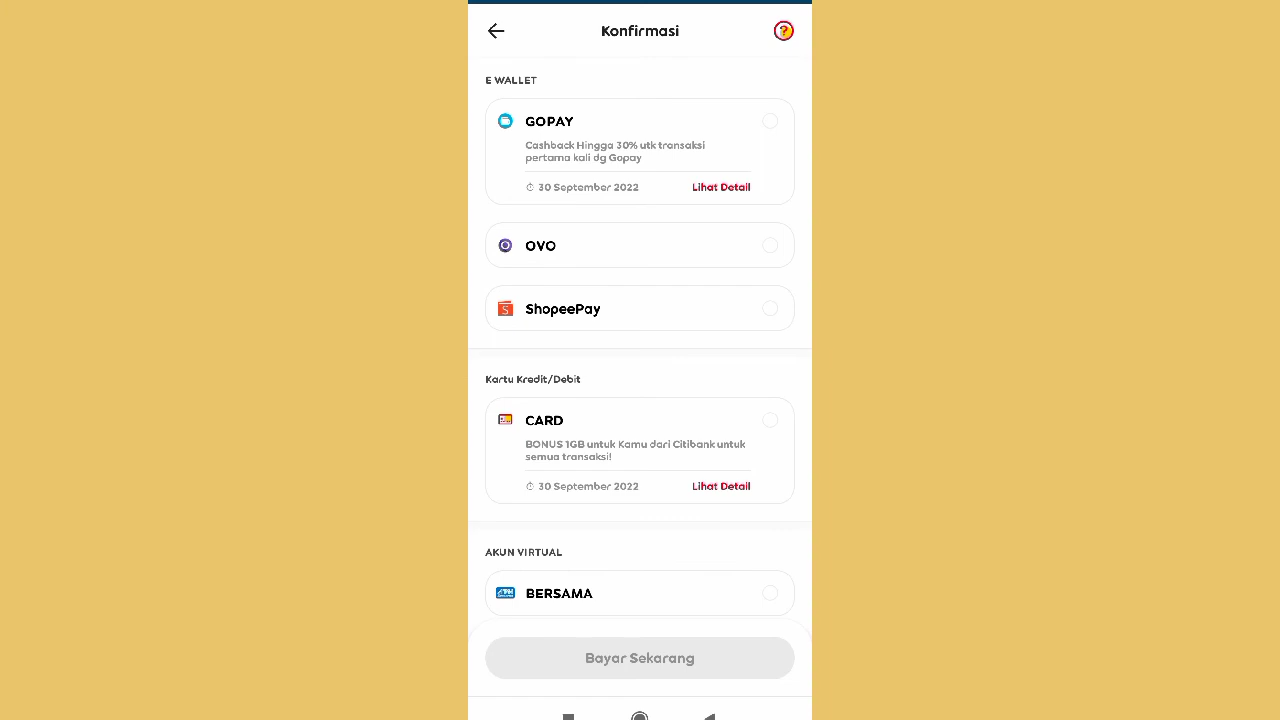 Konfirmasi
?
E WALLET
GOPAY
Cashback Hingga 30% utk transaksi
pertama kali dg Gopay
30 September 2022 Lihat Detail
OVO
S ShopeePay
Kartu Kredit/Debit
CARD
BONUS 1GB untuk Kamu dari Citibank untuk
semua transaksi!
30 September 2022 Lihat Detail
AKUN VIRTUAL
BERSAMA
Bayar Sekarang